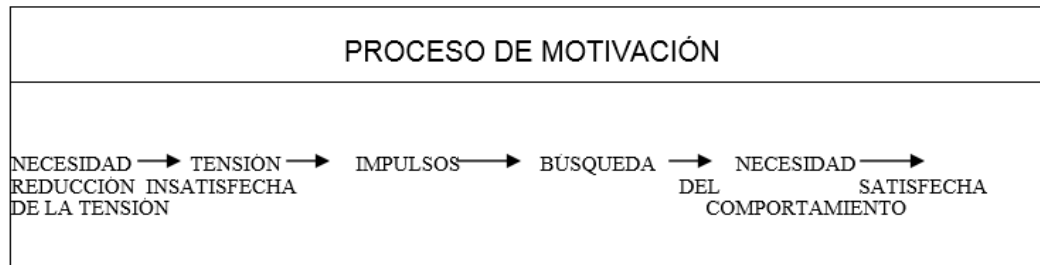 PROCESO DE MOTIVACIÓN
NECESIDAD → TENSIÓN → IMPULSOS → BÚSQUEDA → NECESIDAD →
REDUCCIÓN INSATISFECHA DEL SATISFECHA
DE LA TENSIÓN COMPORTAMIENTO